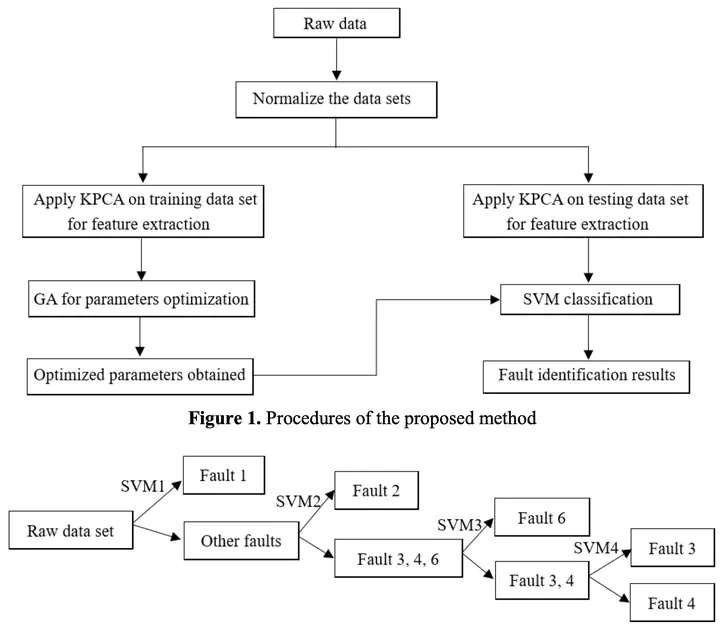 Raw data
Normalize the data sets
Apply KPCA on training data set
for feature extraction
Apply KPCA on testing data set
for feature extraction
GA for parameters optimization
SVM classification
Optimized parameters obtained
Fault identification results
Figure 1. Procedures of the proposed method
SVM1
Fault 1
Raw data set
Other faults
SVM2
Fault 2
Fault 3, 4, 6
SVM3
Fault 6
Fault 3, 4
SVM4
Fault 3
Fault 4